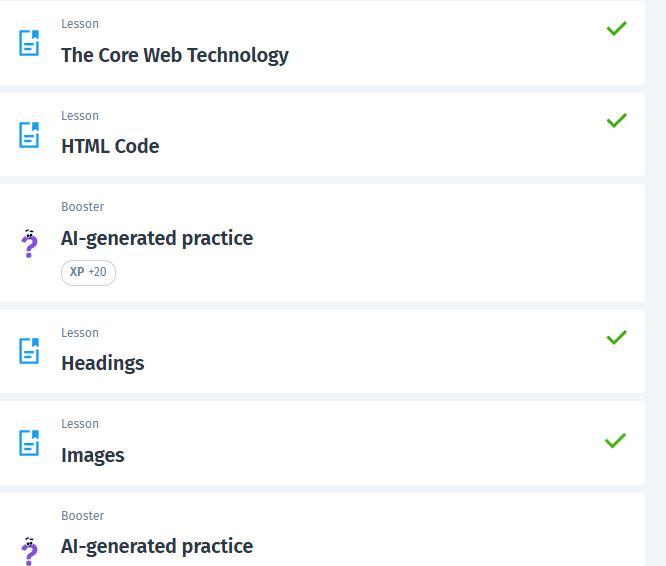 Lesson
The Core Web Technology
Lesson
HTML Code
Booster
AI-generated practice
XP +20
Lesson
Headings
Lesson
Images
Booster
AI-generated practice